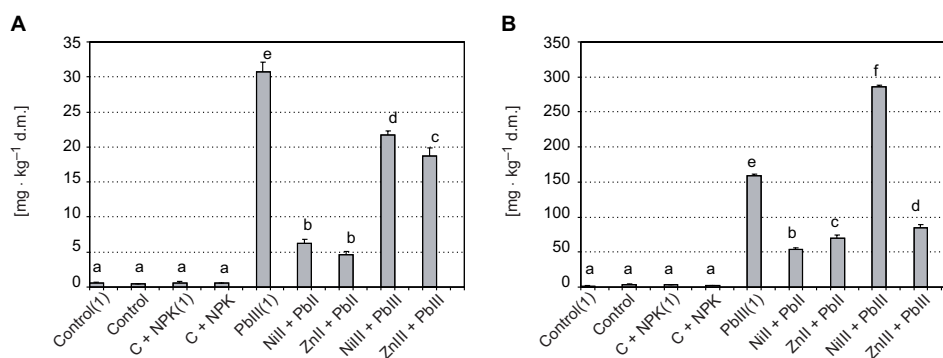 A
[mg · kg–1 d.m.]
35
30
25
20
15
10
5
0
a
a
a
a
e
b
b
d
c
Control(1)
Control
C + NPK(1)
C + NPK
PbIII(1)
NiII + PbII
ZnII + PbII
NiIII + PbIII
ZnIII + PbIII
B
[mg · kg–1 d.m.]
350
300
250
200
150
100
50
0
a
a
a
a
e
b
c
f
d
Control(1)
Control
C + NPK(1)
C + NPK
PbIII(1)
NiII + PbII
ZnII + PbII
NiIII + PbIII
ZnIII + PbIII